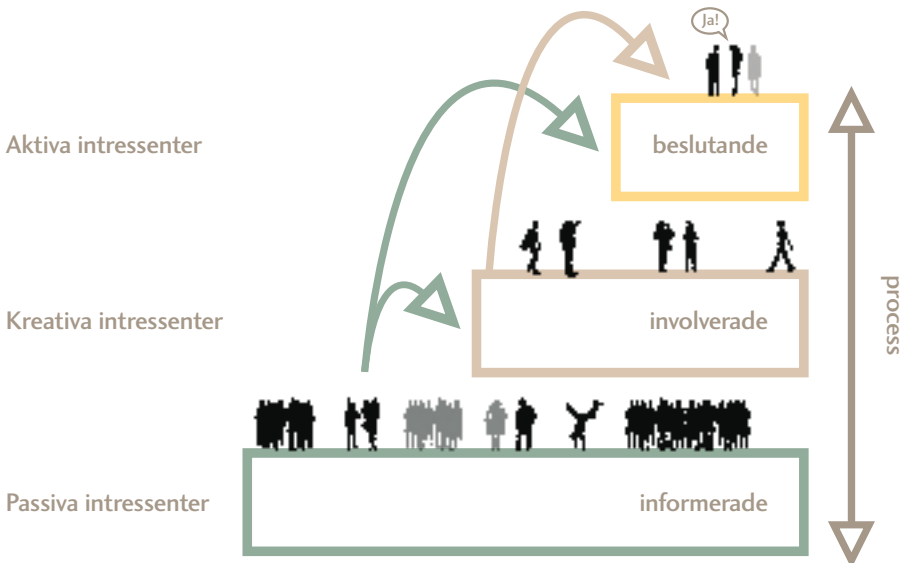 Ja!
Aktiva intressenter
beslutande
Kreativa intressenter
involverade
process
Passiva intressenter
informerade